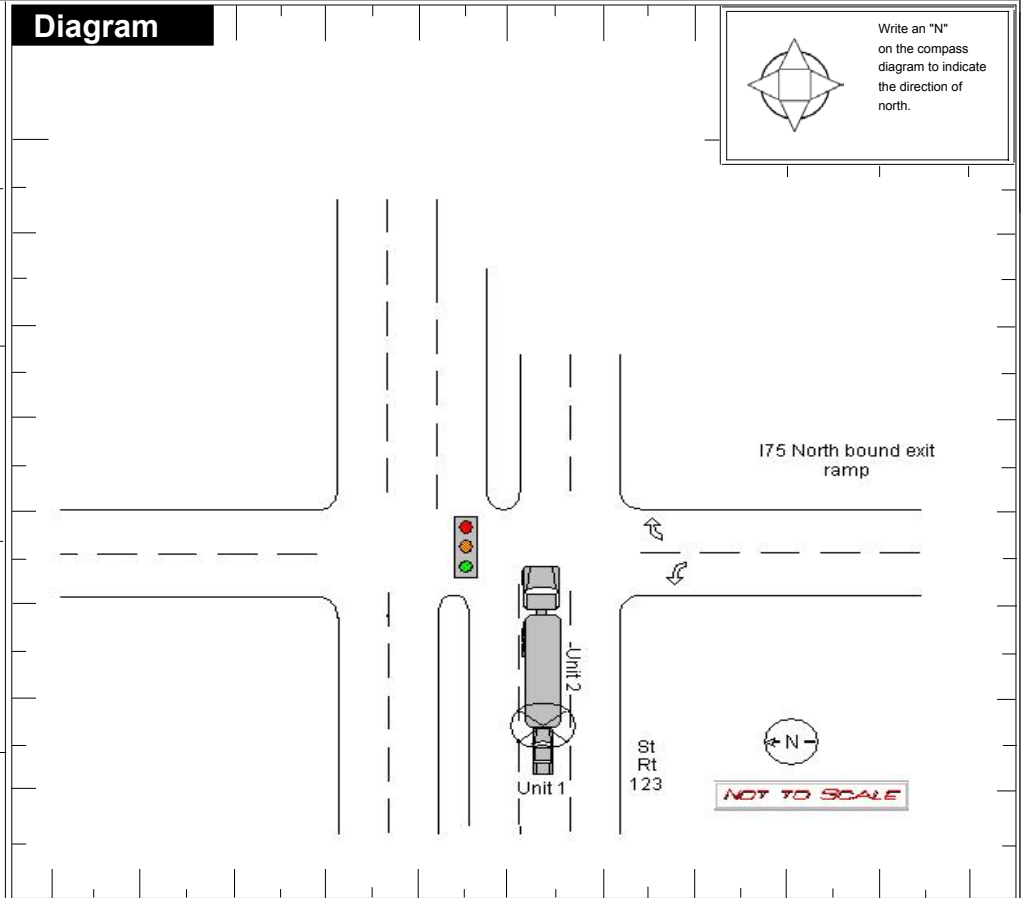 Diagram
Write an "N"
on the compass
diagram to indicate
the direction of
north.
I75 North bound exit
ramp
-Unit 2
Unit 1
St
Rt
123
N
NOT TO SCALE